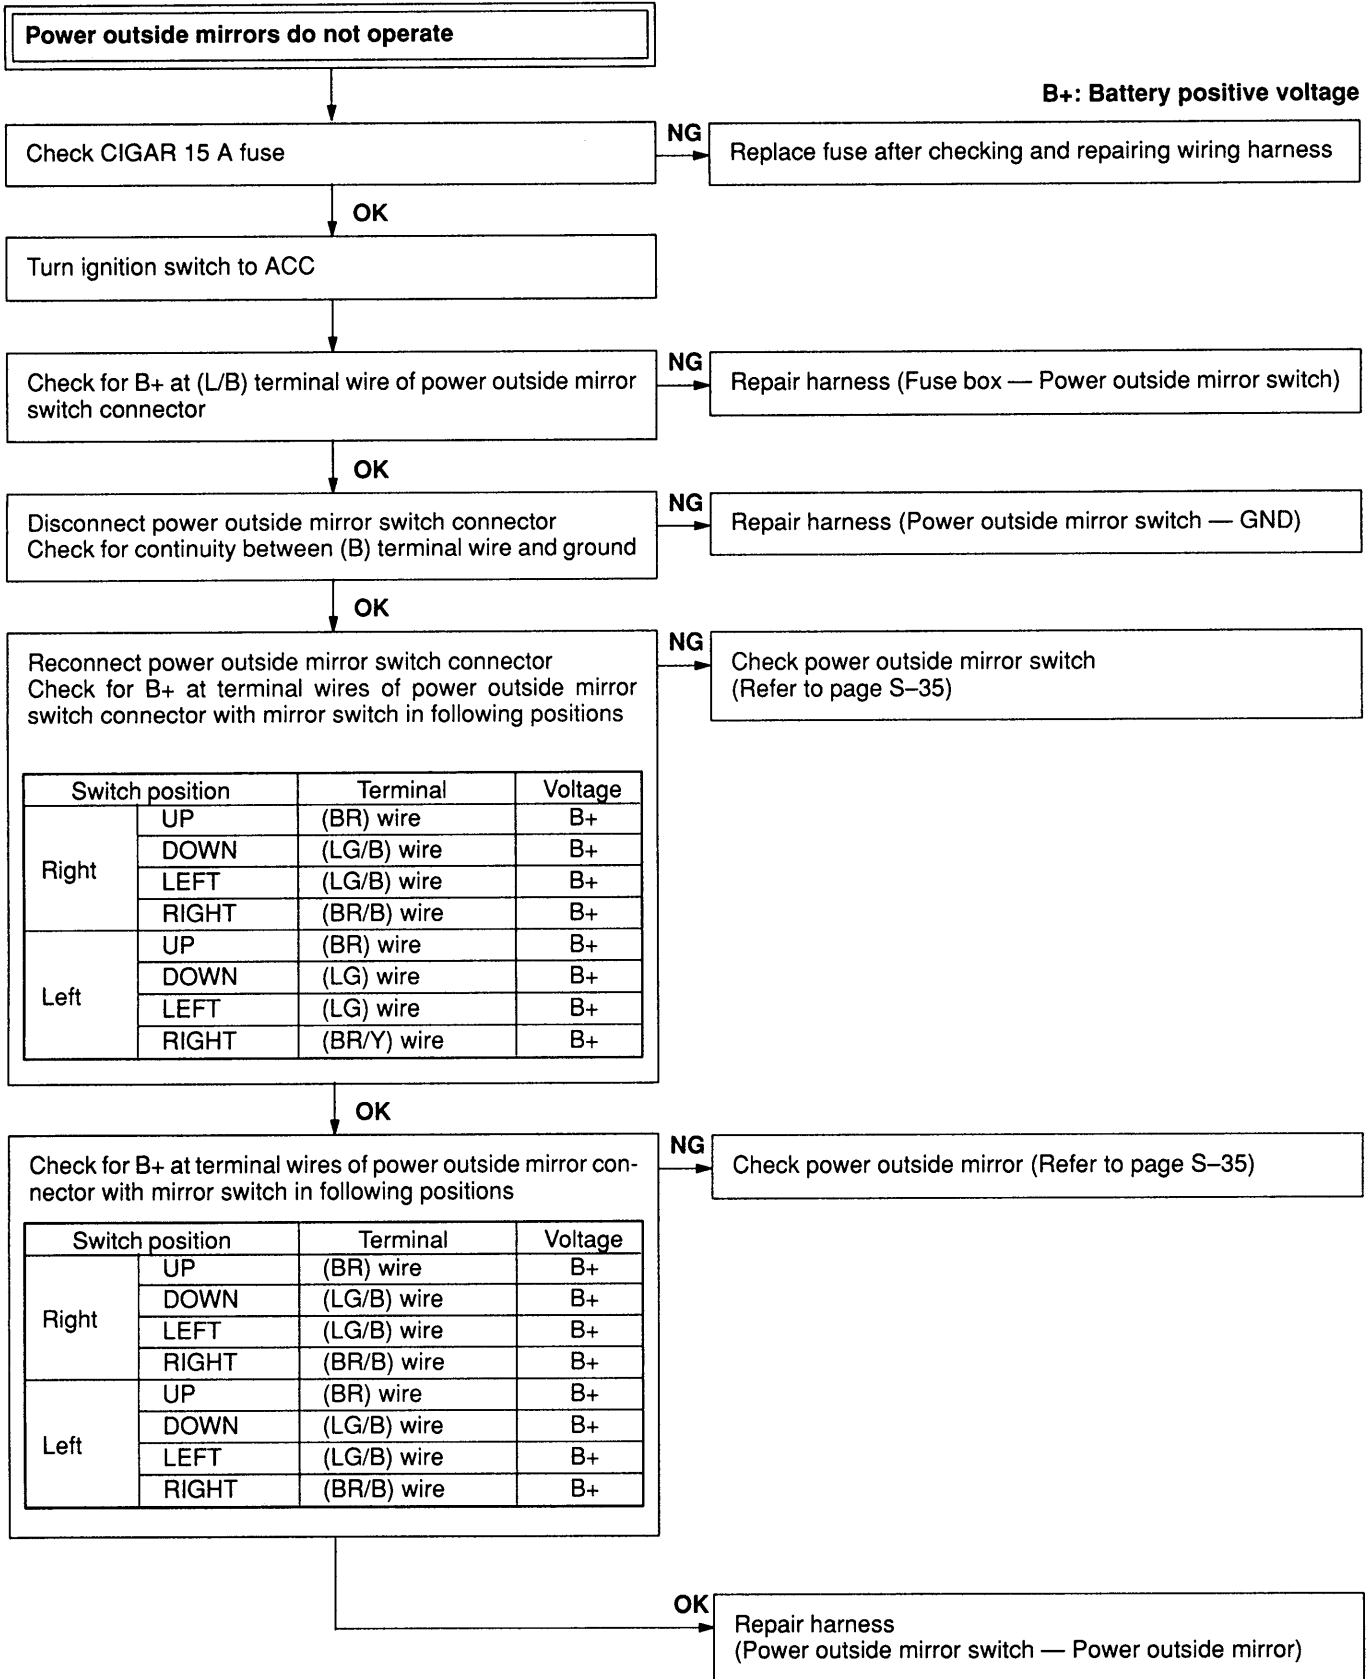 Power outside mirrors do not operate
B+: Battery positive voltage
Check CIGAR 15 A fuse
NG
Replace fuse after checking and repairing wiring harness
OK
Turn ignition switch to ACC
Check for B+ at (L/B) terminal wire of power outside mirror
switch connector
NG
Repair harness (Fuse box — Power outside mirror switch)
OK
Disconnect power outside mirror switch connector
Check for continuity between (B) terminal wire and ground
NG
Repair harness (Power outside mirror switch — GND)
OK
Reconnect power outside mirror switch connector
Check for B+ at terminal wires of power outside mirror
switch connector with mirror switch in following positions
NG
Check power outside mirror switch
(Refer to page S–35)
Switch position Terminal Voltage
Right
UP (BR) wire B+
DOWN (LG/B) wire B+
LEFT (LG/B) wire B+
RIGHT (BR/B) wire B+
Left
UP (BR) wire B+
DOWN (LG) wire B+
LEFT (LG) wire B+
RIGHT (BR/Y) wire B+
OK
Check for B+ at terminal wires of power outside mirror con-
nector with mirror switch in following positions
NG
Check power outside mirror (Refer to page S–35)
Switch position Terminal Voltage
Right
UP (BR) wire B+
DOWN (LG/B) wire B+
LEFT (LG/B) wire B+
RIGHT (BR/B) wire B+
Left
UP (BR) wire B+
DOWN (LG/B) wire B+
LEFT (LG/B) wire B+
RIGHT (BR/B) wire B+
OK
Repair harness
(Power outside mirror switch — Power outside mirror)